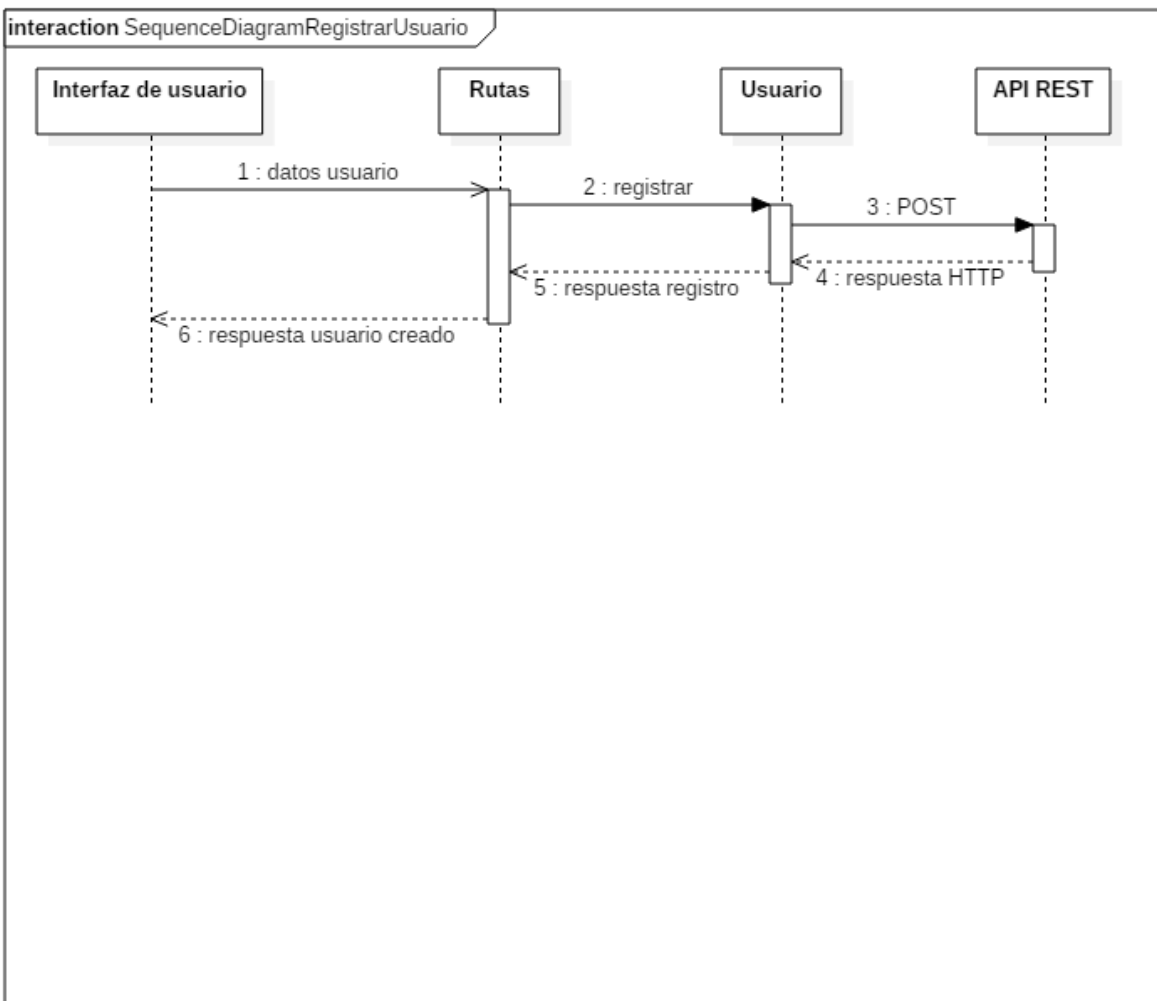 interaction SequenceDiagramRegistrarUsuario
Interfaz de usuario
Rutas
Usuario
API REST
1 : datos usuario
2 : registrar
3 : POST
4 : respuesta HTTP
5 : respuesta registro
6 : respuesta usuario creado